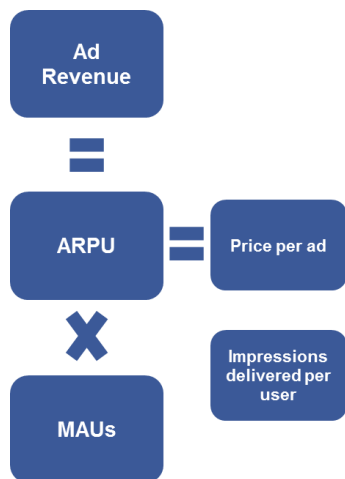 Ad
Revenue
=
ARPU
=
Price per ad
Impressions
delivered per
user
MAUs